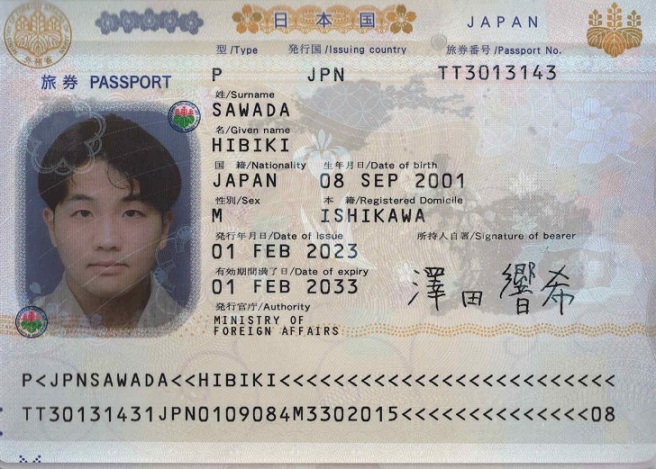 日本国 JAPAN
旅券 PASSPORT
型/Type 発行国/Issuing country 旅券番号/Passport No.
P JPN TT3013143
姓/Surname
SAWADA
名/Given name
HIBIKI
国 籍/Nationality 生年月日/Date of birth
JAPAN 08 SEP 2001
性別/Sex 本 籍/Registered Domicile
M ISHIKAWA
発行年月日/Date of issue 所持人自署/Signature of bearer
01 FEB 2023
有効期間満了日/Date of expiry
01 FEB 2033
澤田響希
発行官庁/Authority
MINISTRY OF
FOREIGN AFFAIRS
P<JPNSAWADA<<HIBIKI<<<<<<<<<<<<<<<<<<<<<<<<<
TT30131431JPN0109084M3302015<<<<<<<<<<<<<<08